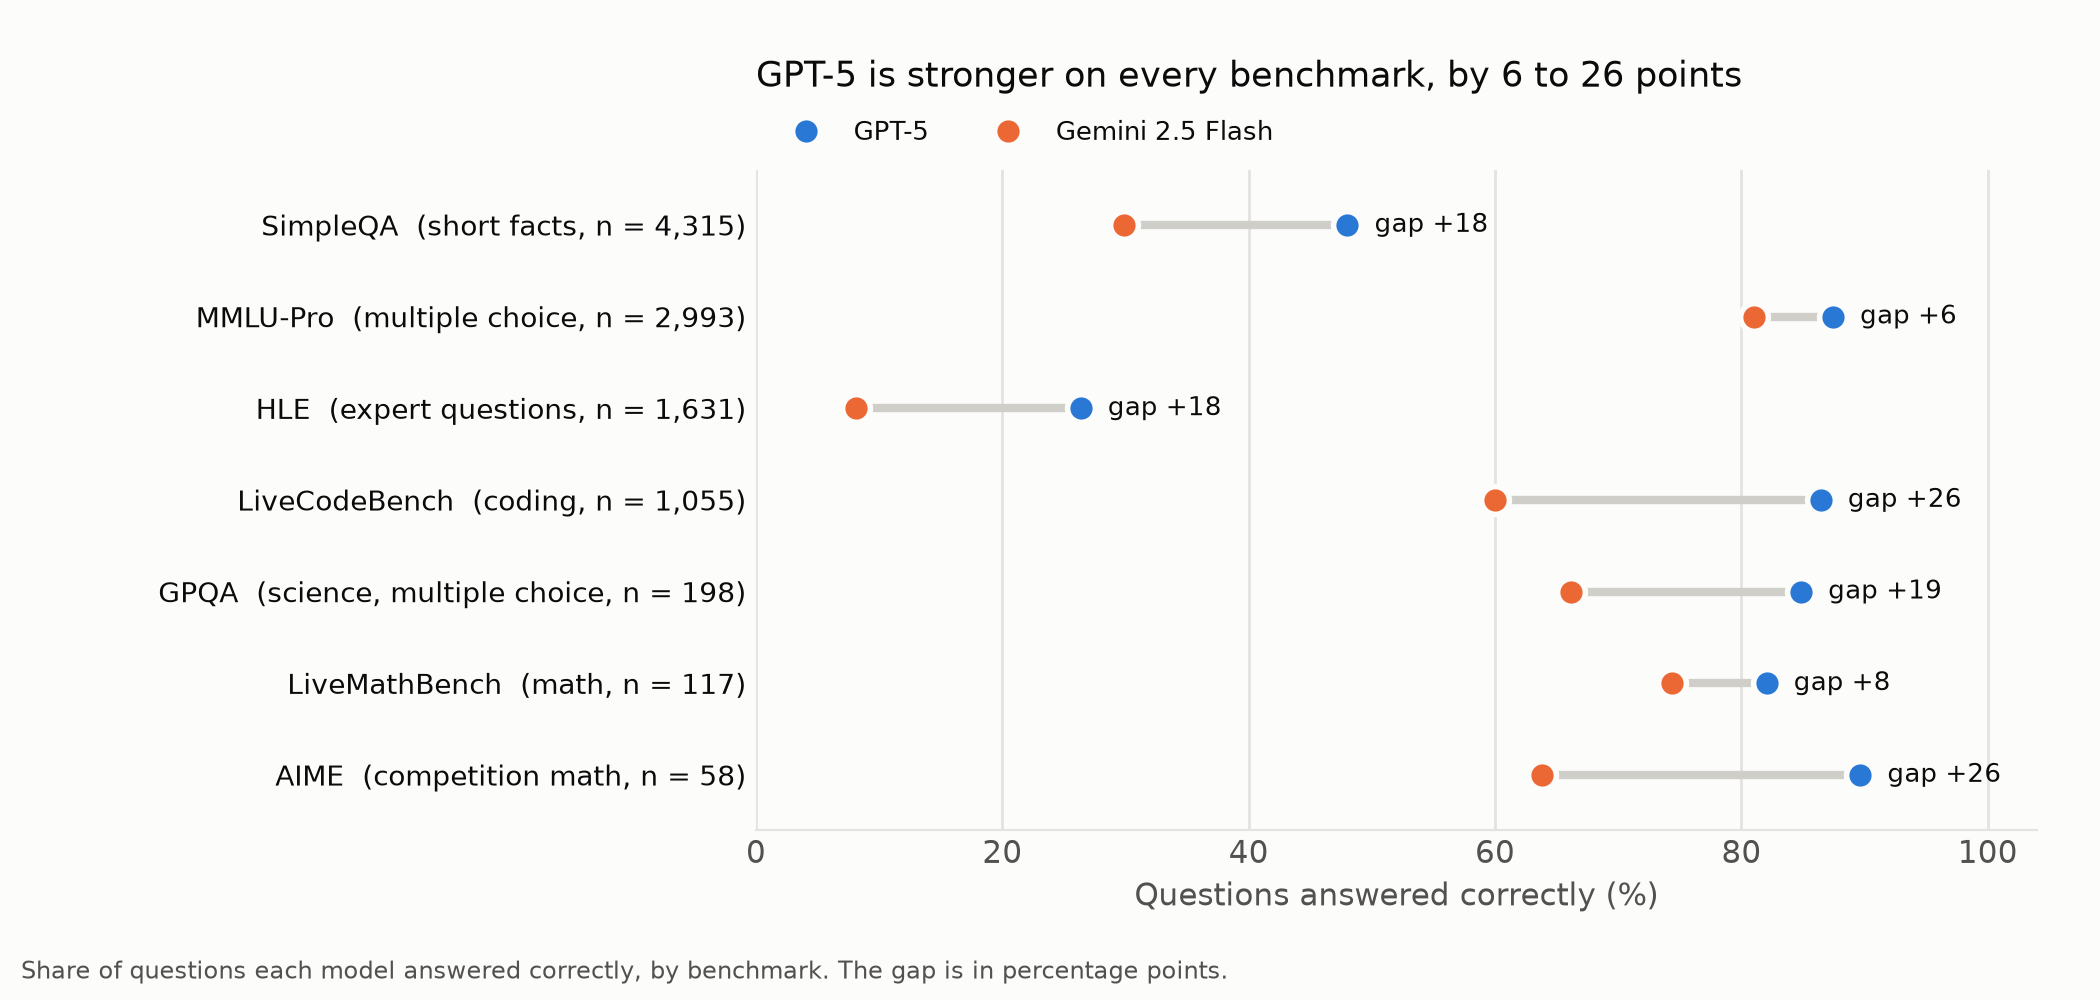 GPT-5 is stronger on every benchmark, by 6 to 26 points
GPT-5 Gemini 2.5 Flash
SimpleQA (short facts, n = 4,315) gap +18
MMLU-Pro (multiple choice, n = 2,993) gap +6
HLE (expert questions, n = 1,631) gap +18
LiveCodeBench (coding, n = 1,055) gap +26
GPQA (science, multiple choice, n = 198) gap +19
LiveMathBench (math, n = 117) gap +8
AIME (competition math, n = 58) gap +26
0 20 40 60 80 100
Questions answered correctly (%)
Share of questions each model answered correctly, by benchmark. The gap is in percentage points.